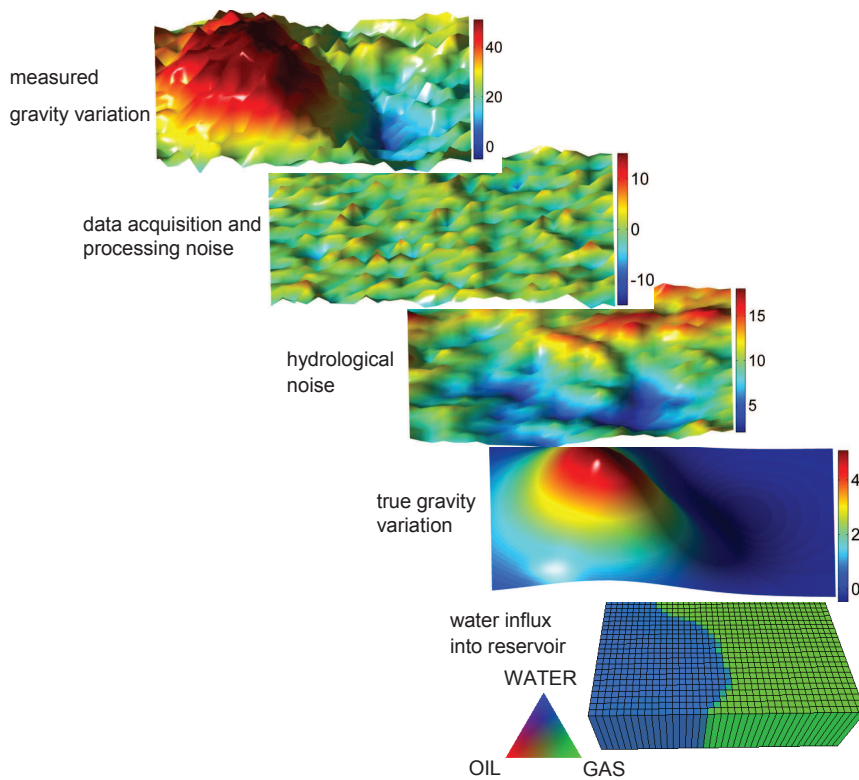 measured
gravity variation
40
20
0
data acquisition and
processing noise
10
0
-10
hydrological
noise
15
10
5
true gravity
variation
4
2
0
water influx
into reservoir
WATER
OIL
GAS